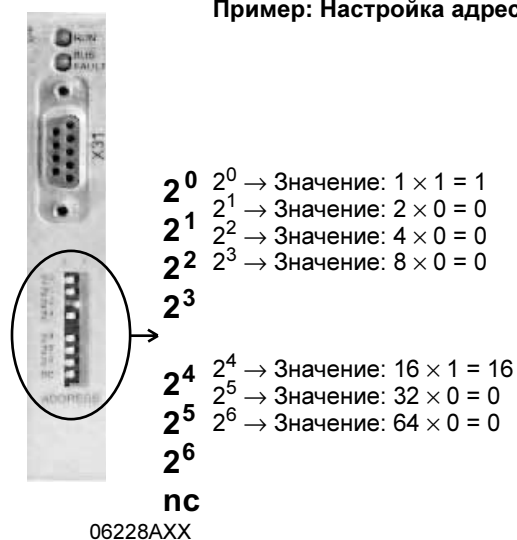 Пример: Настройка адрес
RUN
BUS
FAULT
X31
2⁰ 2⁰ → Значение: 1 × 1 = 1
2¹ 2¹ → Значение: 2 × 0 = 0
2² 2² → Значение: 4 × 0 = 0
2³ 2³ → Значение: 8 × 0 = 0
2⁴ 2⁴ → Значение: 16 × 1 = 16
2⁵ 2⁵ → Значение: 32 × 0 = 0
2⁶ 2⁶ → Значение: 64 × 0 = 0
nc
ADDRESS
06228AXX